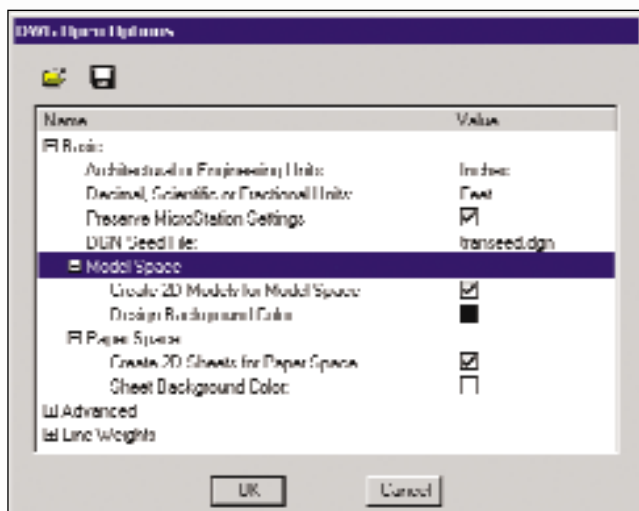 DWG Open Options
Name Value
Basic
Architectural or Engineering Units: Inches
Decimal, Scientific or Fractional Units: Feet
Preserve MicroStation Settings
DGN Seed File: transeed.dgn
Model Space
Create 2D Models for Model Space
Design Background Color
Paper Space
Create 2D Sheets for Paper Space
Sheet Background Color:
Advanced
Line Weights
OK Cancel